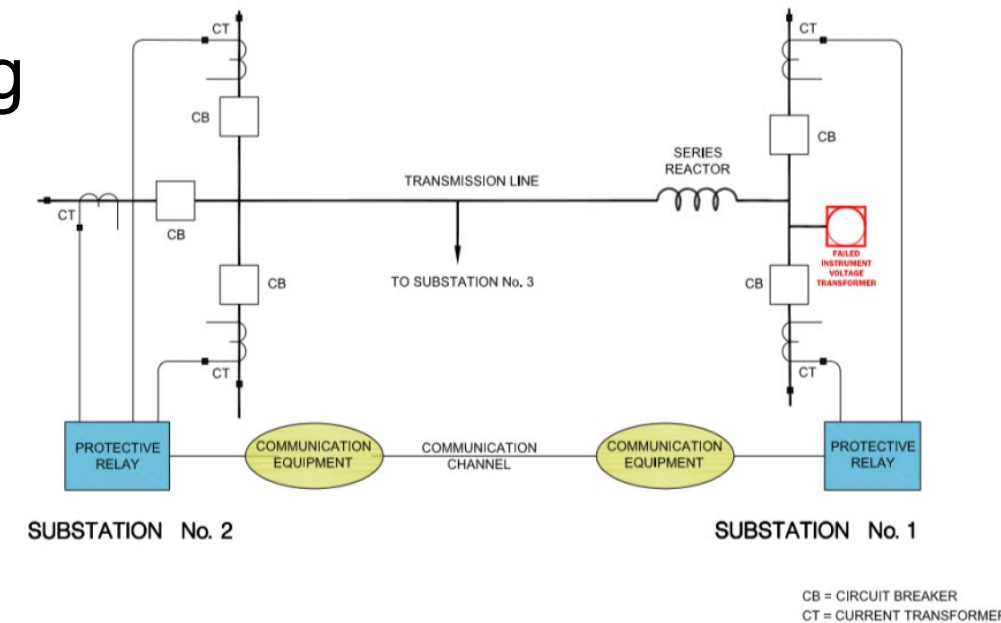 g
CT
CT
CB
CB
SERIES
REACTOR
TRANSMISSION LINE
CT
CB
FAILED
INSTRUMENT
VOLTAGE
TRANSFORMER
CB
TO SUBSTATION No. 3
CB
CT
CT
PROTECTIVE
RELAY
COMMUNICATION
EQUIPMENT
COMMUNICATION
CHANNEL
COMMUNICATION
EQUIPMENT
PROTECTIVE
RELAY
SUBSTATION No. 2
SUBSTATION No. 1
CB = CIRCUIT BREAKER
CT = CURRENT TRANSFORMER